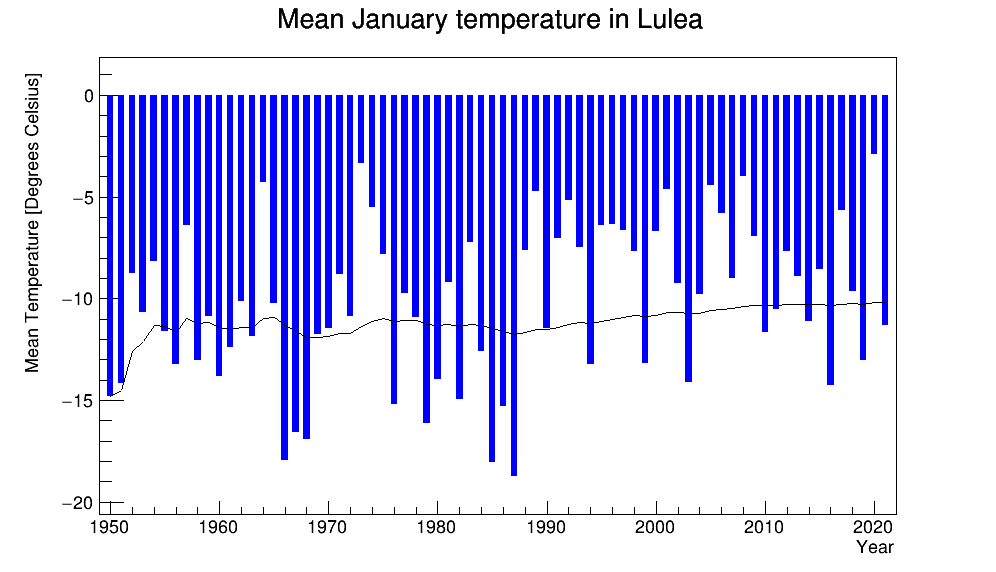 Mean January temperature in Lulea
Mean Temperature [Degrees Celsius]
0
−5
−10
−15
−20
1950 1960 1970 1980 1990 2000 2010 2020
Year